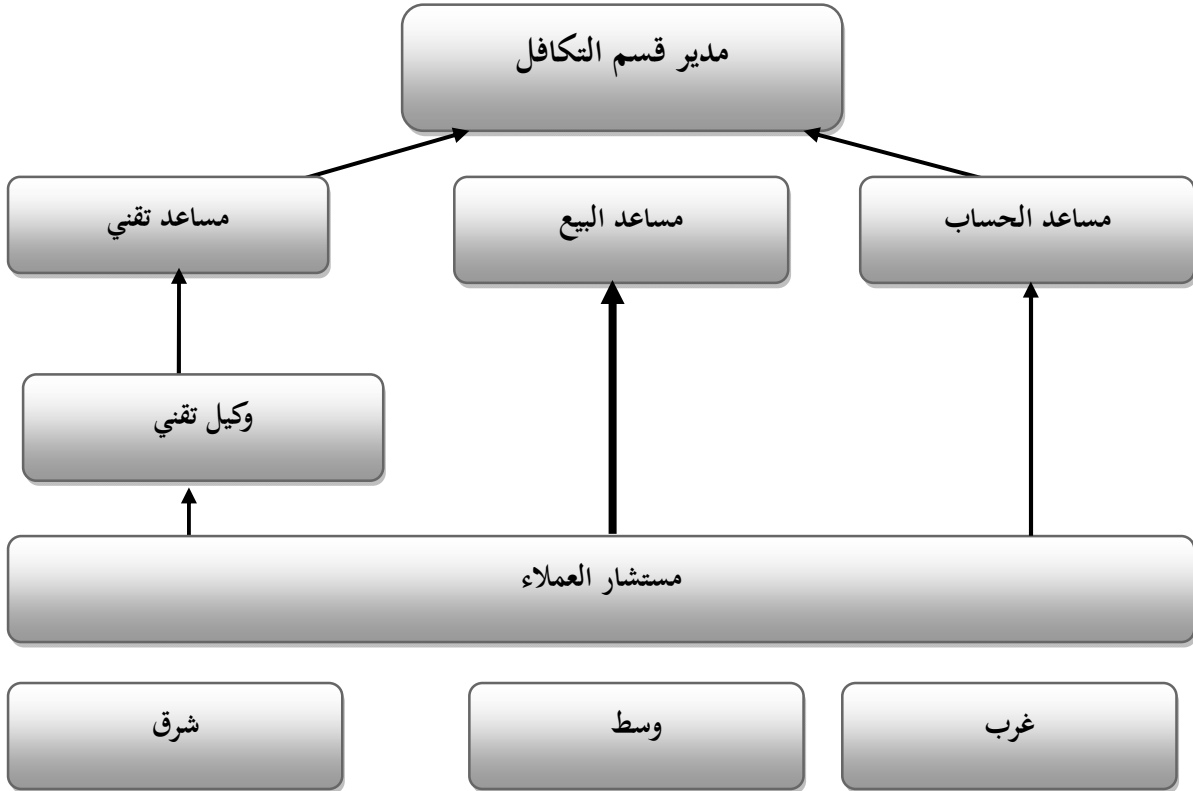 مدير قسم التكافل
مساعد الحساب
مساعد البيع
مساعد تقني
وكيل تقني
مستشار العملاء
غرب
وسط
شرق